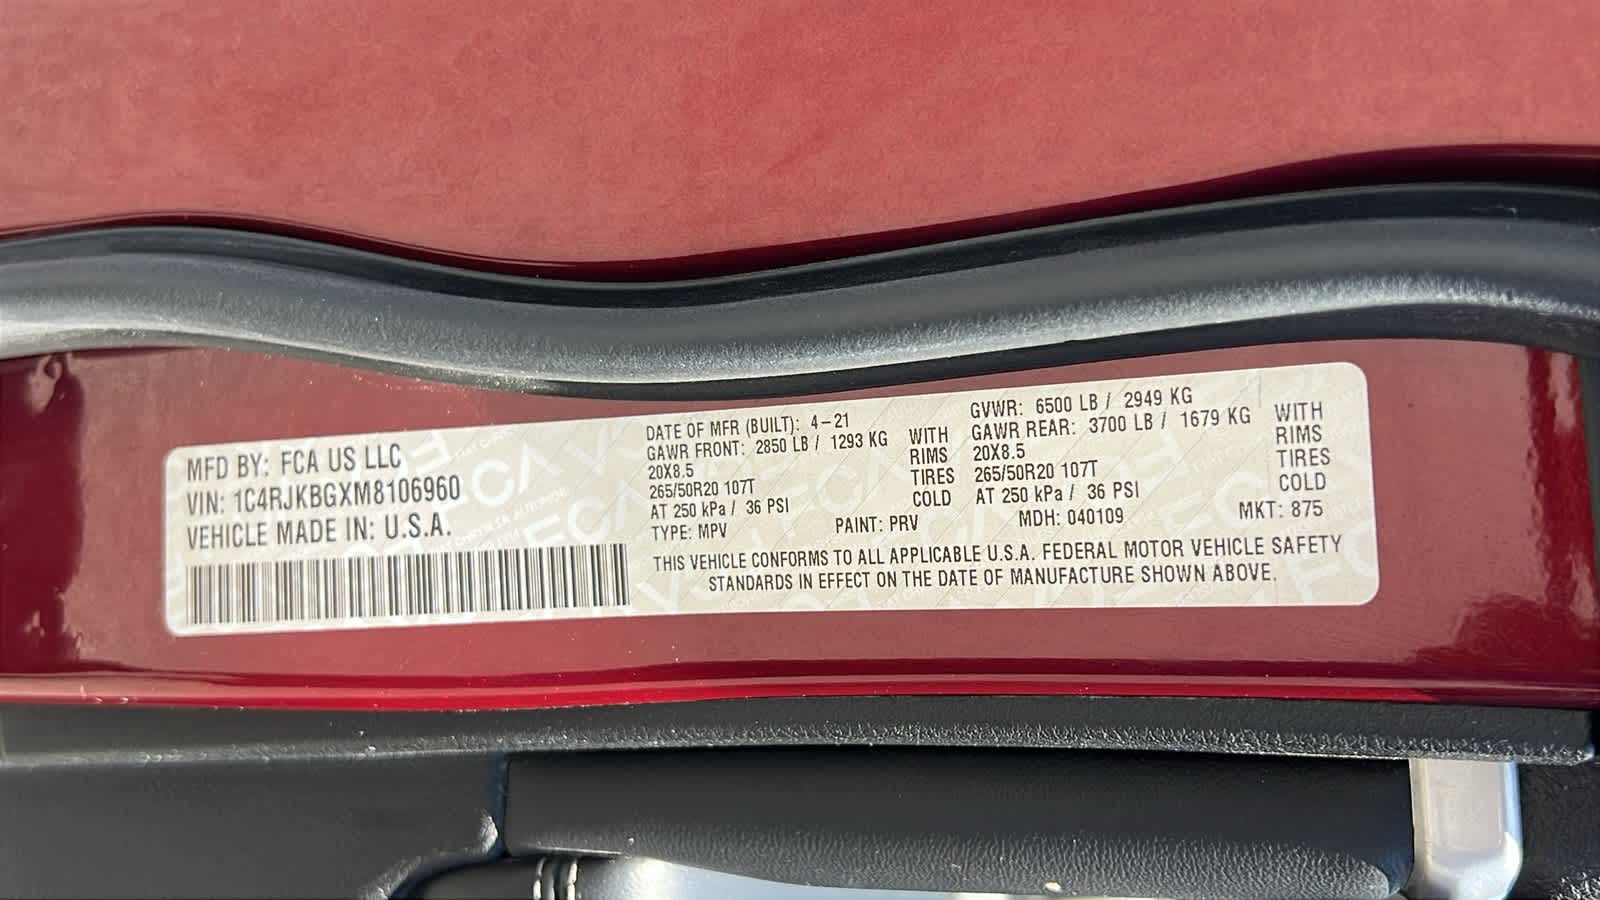 MFD BY: FCA US LLC
VIN: 1C4RJKBGXM8106960
VEHICLE MADE IN: U.S.A.
DATE OF MFR (BUILT): 4-21
GAWR FRONT: 2850 LB / 1293 KG WITH
20X8.5 RIMS
265/50R20 107T TIRES
AT 250 kPa / 36 PSI COLD
GVWR: 6500 LB / 2949 KG
GAWR REAR: 3700 LB / 1679 KG WITH
20X8.5 RIMS
265/50R20 107T TIRES
AT 250 kPa / 36 PSI COLD
TYPE: MPV PAINT: PRV MDH: 040109 MKT: 875
THIS VEHICLE CONFORMS TO ALL APPLICABLE U.S.A. FEDERAL MOTOR VEHICLE SAFETY
STANDARDS IN EFFECT ON THE DATE OF MANUFACTURE SHOWN ABOVE.